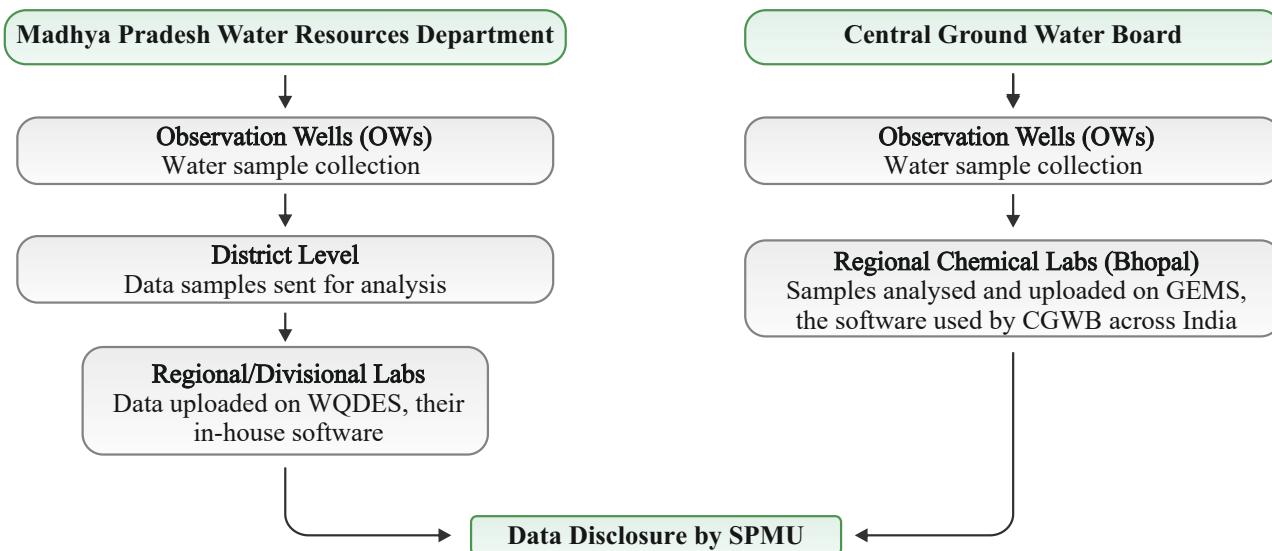 Madhya Pradesh Water Resources Department
Observation Wells (OWs)
Water sample collection
District Level
Data samples sent for analysis
Regional/Divisional Labs
Data uploaded on WQDES, their
in-house software
Central Ground Water Board
Observation Wells (OWs)
Water sample collection
Regional Chemical Labs (Bhopal)
Samples analysed and uploaded on GEMS,
the software used by CGWB across India
Data Disclosure by SPMU